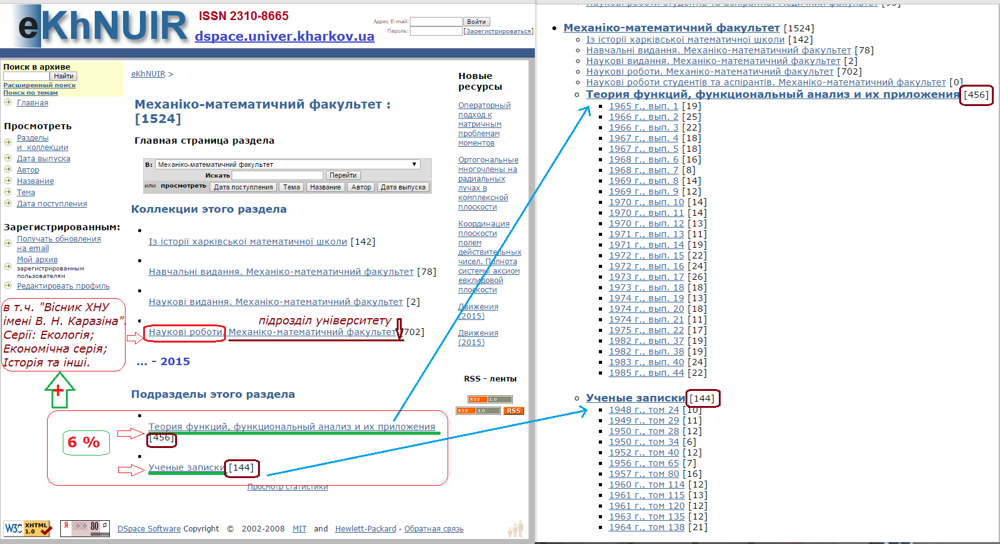 eKhNUIR
ISSN 2310-8665
dspace.univer.kharkov.ua
Адрес E-mail:
Войти
Пароль:
[Зарегистрироваться]
Поиск в архиве
Найти
Расширенный поиск
Поиск по темам
Главная
Просмотреть
Разделы
и коллекции
Дата выпуска
Автор
Название
Тема
Дата поступления
Зарегистрированным:
Получать обновления
на email
Мой архив
зарегистрированным
пользователям
Редактировать профиль
в т.ч. "Вісник ХНУ
імені В. Н. Каразіна".
Серії: Екологія;
Економічна серія;
Історія та інші.
+
eKhNUIR >
Механіко-математичний факультет :
[1524]
Главная страница раздела
В: Механіко-математичний факультет
Искать
Перейти
или просмотреть Дата поступления Тема Название Автор Дата выпуска
Коллекции этого раздела
Із історії харківської математичної школи [142]
Навчальні видання. Механіко-математичний факультет [78]
Наукові видання. Механіко-математичний факультет [2]
підрозділ університету
Наукові роботи. Механіко-математичний факультет [702]
... - 2015
Подразделы этого раздела
Теория функций, функциональный анализ и их приложения
[456]
6 %
Ученые записки [144]
Просмотр статистики
Новые
ресурсы
Операторный
подход к
матричным
проблемам
моментов
Ортогональные
многочлены на
радиальных
лучах в
комплексной
плоскости
Координация
плоскости
полем
действительных
чисел. Полнота
системы аксиом
евклидовой
плоскости
Движения
(2015)
Движения
(2015)
RSS - ленты
RSS 1.0
RSS 2.0
RSS
W3C XHTML 1.0
Я 80
DSpace Software Copyright © 2002-2008 MIT and Hewlett-Packard - Обратная связь
Наукові роботи студентів та аспірантів. Медичний факультет [93]
Механіко-математичний факультет [1524]
Із історії харківської математичної школи [142]
Навчальні видання. Механіко-математичний факультет [78]
Наукові видання. Механіко-математичний факультет [2]
Наукові роботи. Механіко-математичний факультет [702]
Наукові роботи студентів та аспірантів. Механіко-математичний факультет [0]
Теория функций, функциональный анализ и их приложения [456]
1965 г., вып. 1 [19]
1966 г., вып. 2 [25]
1966 г., вып. 3 [22]
1967 г., вып. 4 [18]
1967 г., вып. 5 [18]
1968 г., вып. 6 [16]
1968 г., вып. 7 [8]
1969 г., вып. 8 [14]
1969 г., вып. 9 [12]
1970 г., вып. 10 [14]
1970 г., вып. 11 [14]
1970 г., вып. 12 [13]
1971 г., вып. 13 [11]
1971 г., вып. 14 [19]
1972 г., вып. 15 [22]
1972 г., вып. 16 [24]
1973 г., вып. 17 [26]
1973 г., вып. 18 [18]
1974 г., вып. 19 [13]
1974 г., вып. 20 [18]
1974 г., вып. 21 [11]
1975 г., вып. 22 [17]
1982 г., вып. 37 [19]
1982 г., вып. 38 [19]
1983 г., вып. 40 [24]
1985 г., вып. 44 [22]
Ученые записки [144]
1948 г., том 24 [10]
1949 г., том 29 [11]
1950 г., том 28 [12]
1950 г., том 34 [6]
1952 г., том 40 [12]
1956 г., том 65 [7]
1957 г., том 80 [16]
1960 г., том 114 [12]
1961 г., том 115 [13]
1961 г., том 120 [12]
1963 г., том 135 [12]
1964 г., том 138 [21]